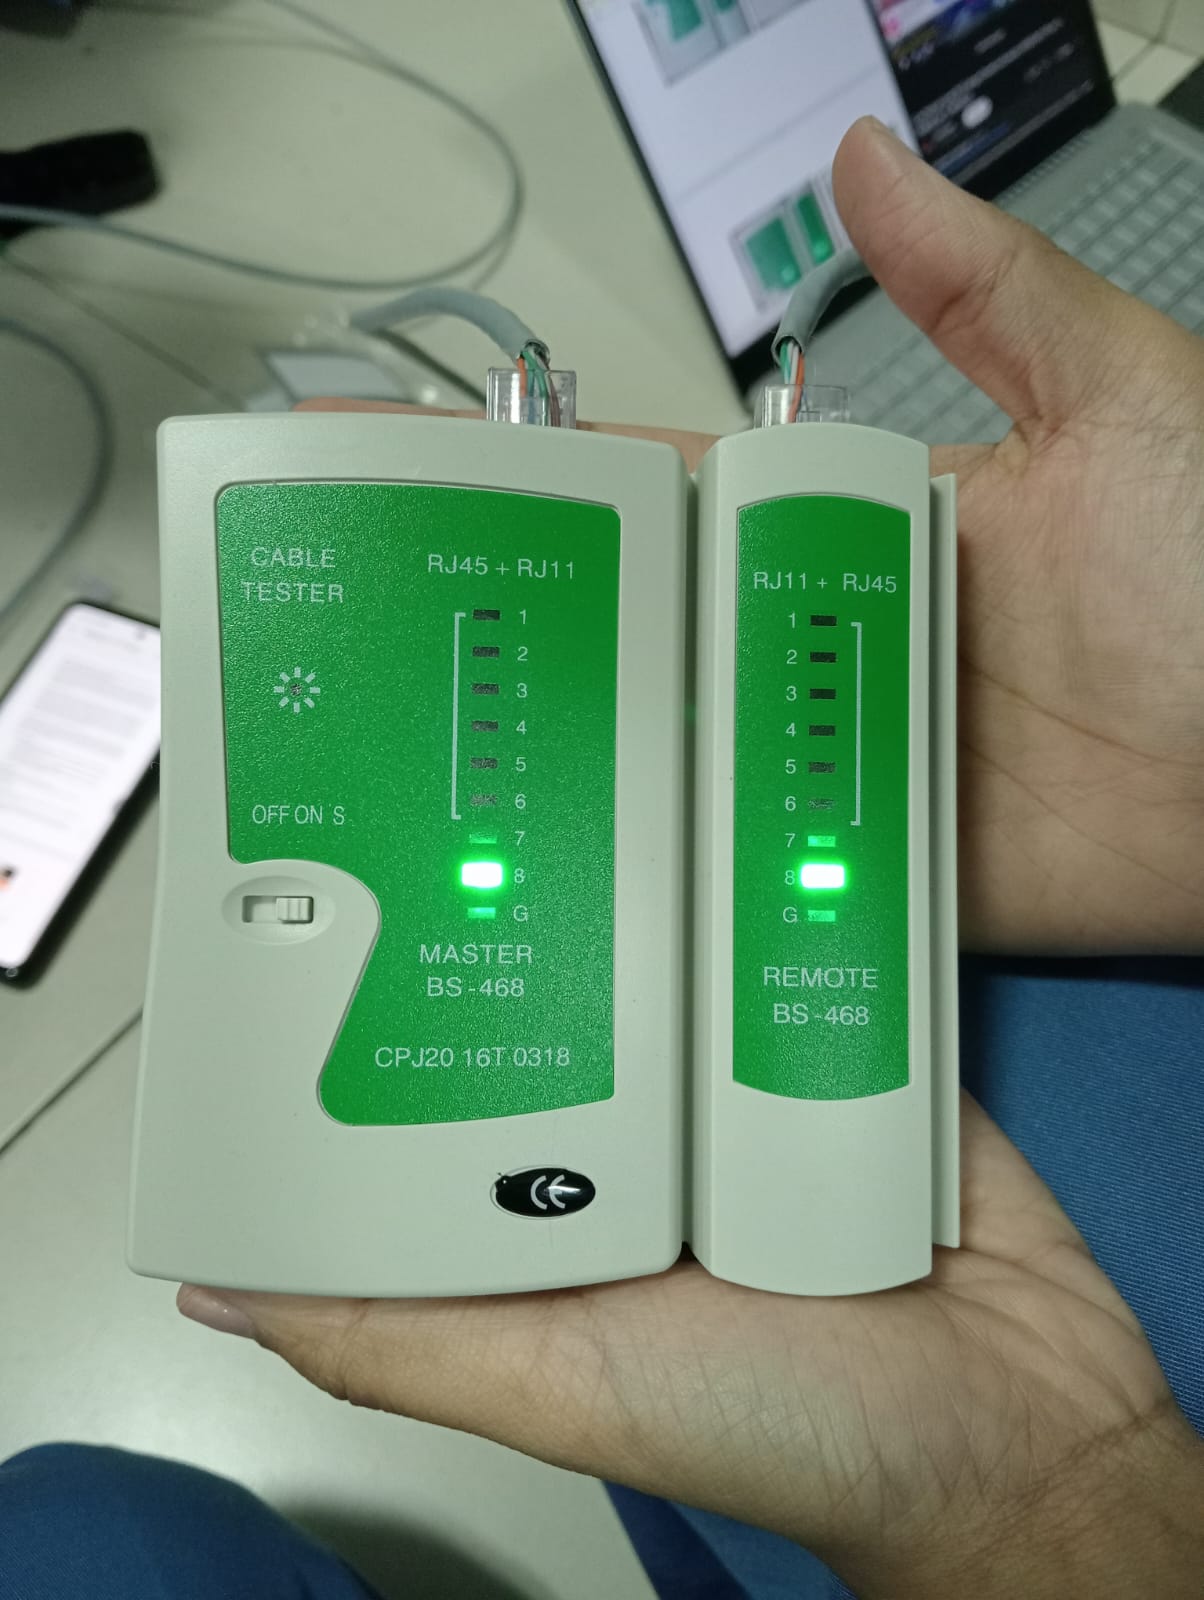 CABLE
TESTER
OFF ON S
RJ45 + RJ11
1
2
3
4
5
6
7
8
G
MASTER
BS-468
CPJ20 16T 0318
CE
RJ11 + RJ45
1
2
3
4
5
6
7
8
G
REMOTE
BS-468